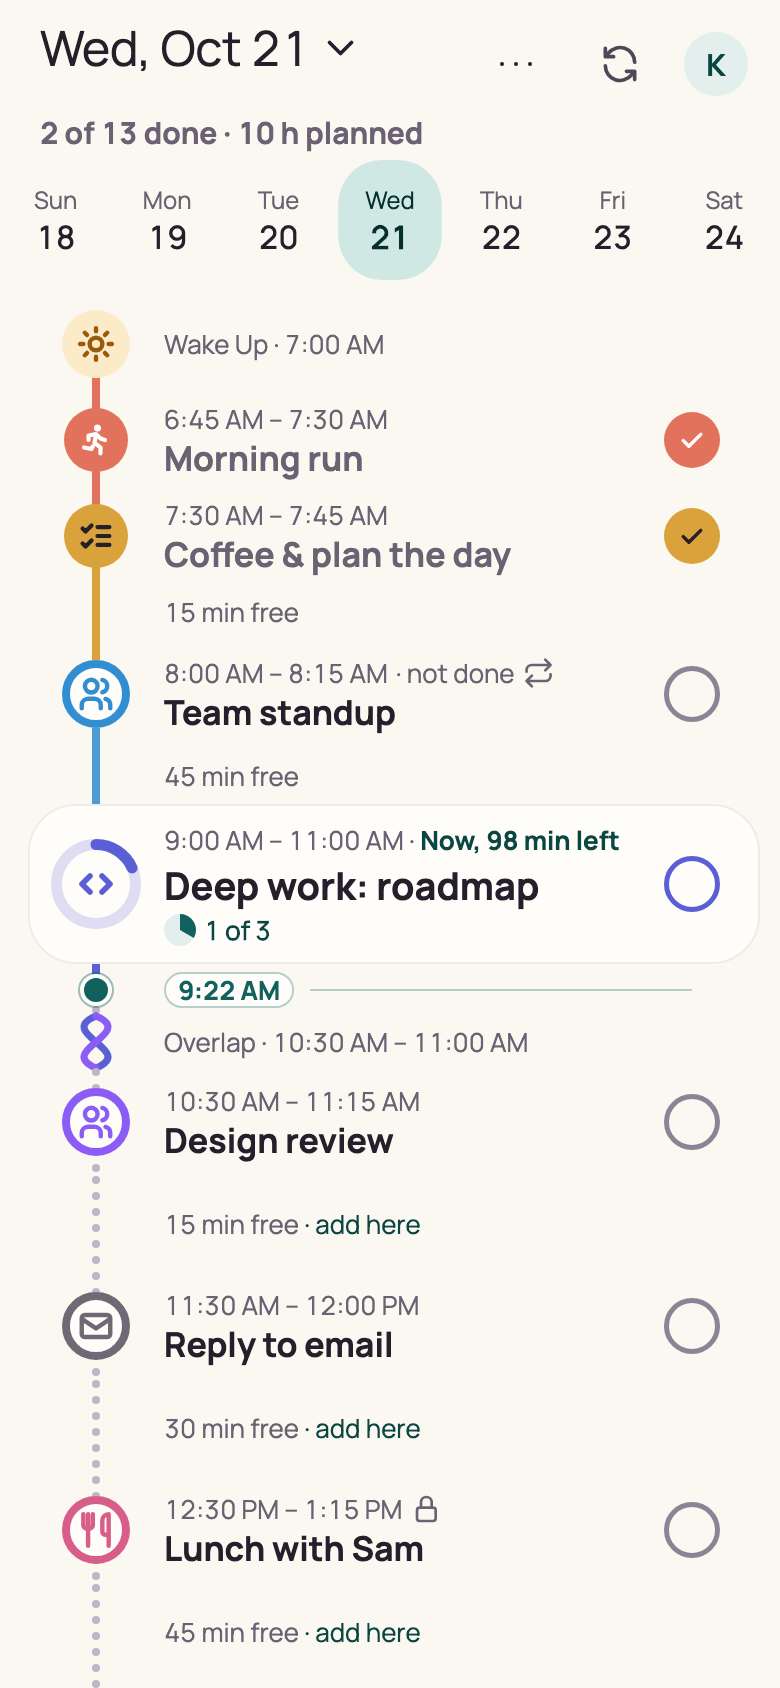 Wed, Oct 21
...
K
2 of 13 done · 10 h planned
Sun Mon Tue Wed Thu Fri Sat
18 19 20 21 22 23 24
Wake Up · 7:00 AM
6:45 AM – 7:30 AM
Morning run
7:30 AM – 7:45 AM
Coffee & plan the day
15 min free
8:00 AM – 8:15 AM · not done
Team standup
45 min free
9:00 AM – 11:00 AM · Now, 98 min left
Deep work: roadmap
1 of 3
9:22 AM
Overlap · 10:30 AM – 11:00 AM
10:30 AM – 11:15 AM
Design review
15 min free · add here
11:30 AM – 12:00 PM
Reply to email
30 min free · add here
12:30 PM – 1:15 PM
Lunch with Sam
45 min free · add here